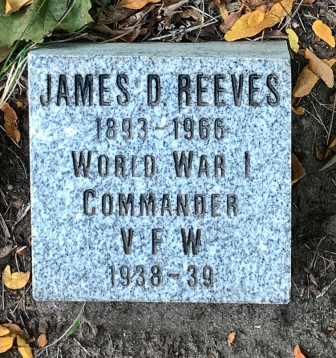 JAMES D. REEVES
1893-1966
WORLD WAR I
COMMANDER
V F W
1938-39